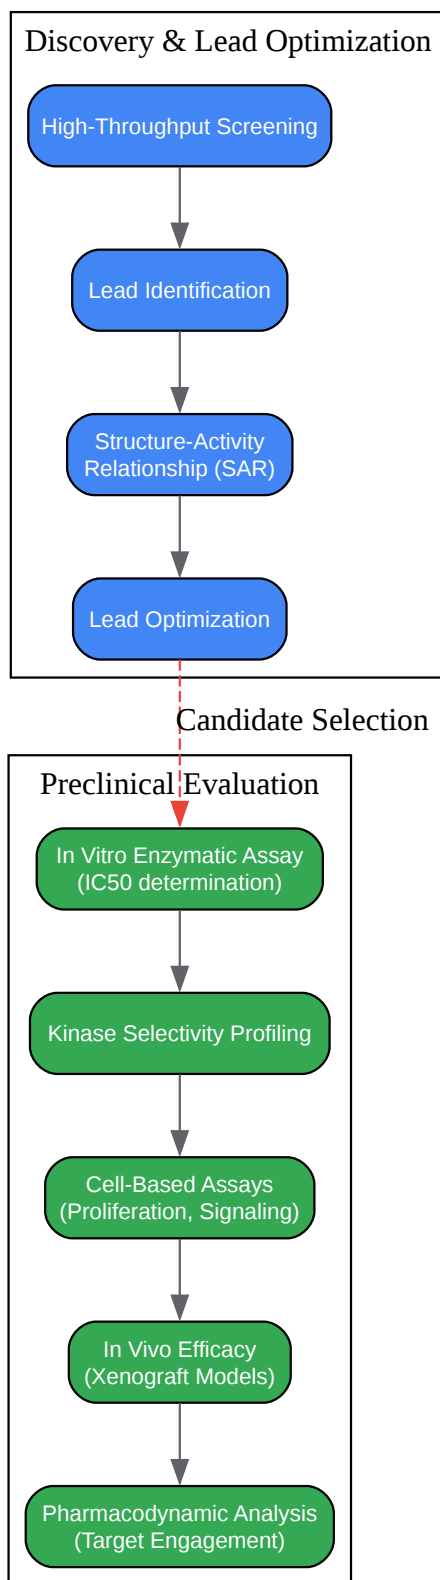 Discovery & Lead Optimization
High-Throughput Screening
Lead Identification
Structure-Activity
Relationship (SAR)
Lead Optimization
Candidate Selection
Preclinical Evaluation
In Vitro Enzymatic Assay
(IC50 determination)
Kinase Selectivity Profiling
Cell-Based Assays
(Proliferation, Signaling)
In Vivo Efficacy
(Xenograft Models)
Pharmacodynamic Analysis
(Target Engagement)